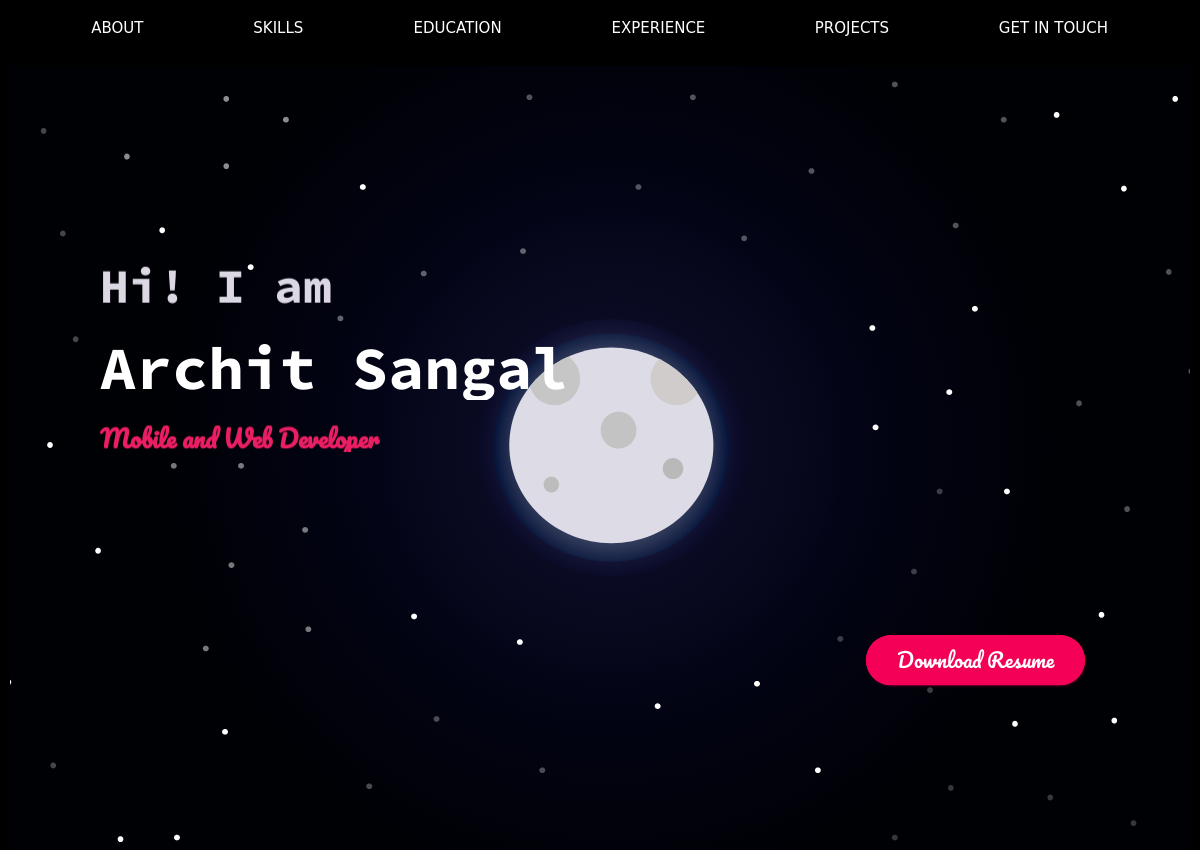 ABOUT SKILLS EDUCATION EXPERIENCE PROJECTS GET IN TOUCH
Hi! I am
Archit Sangal
Mobile and Web Developer
Download Resume